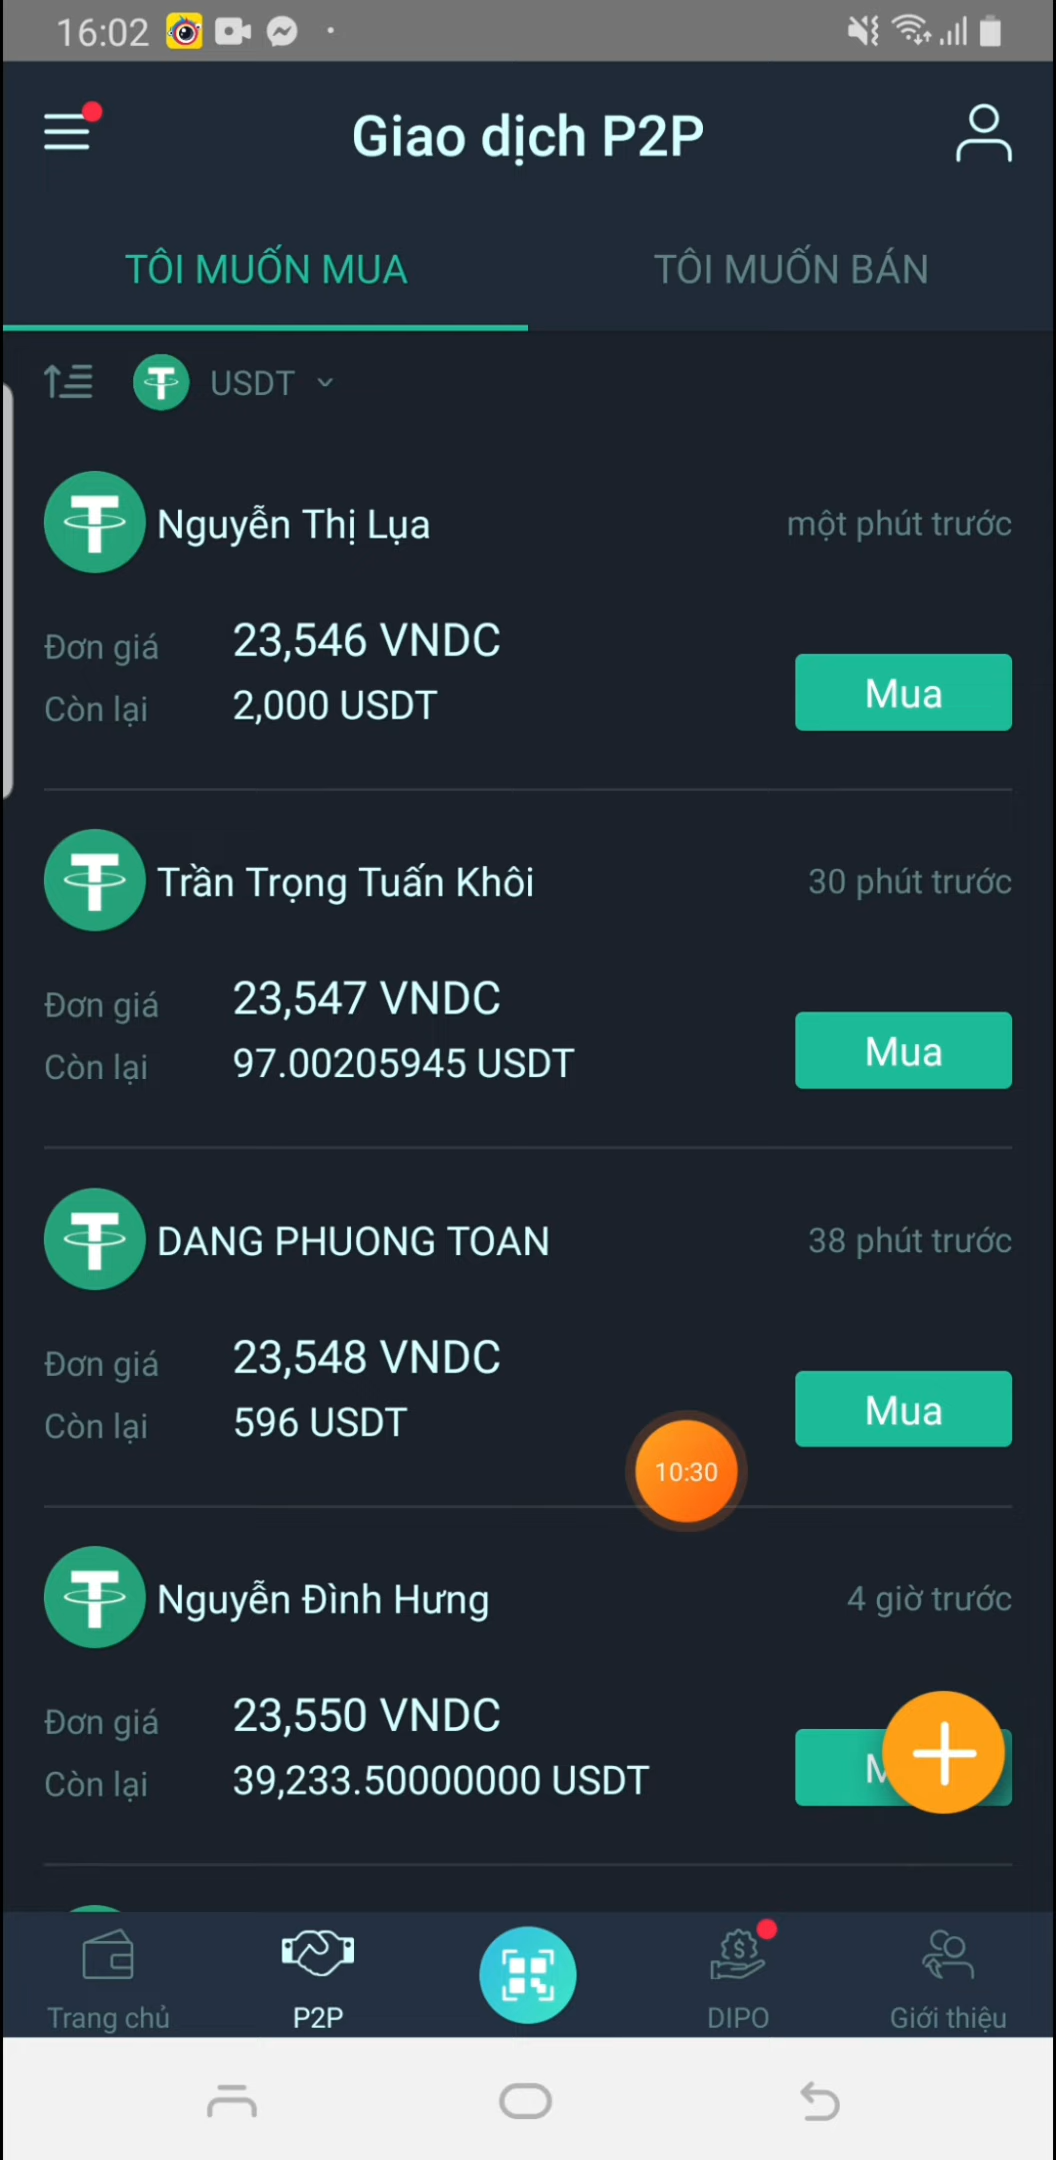 16:02
Giao dịch P2P
TÔI MUỐN MUA
TÔI MUỐN BÁN
USDT
Nguyễn Thị Lụa
một phút trước
Đơn giá 23,546 VNDC
Còn lại 2,000 USDT
Mua
Trần Trọng Tuấn Khôi
30 phút trước
Đơn giá 23,547 VNDC
Còn lại 97.00205945 USDT
Mua
DANG PHUONG TOAN
38 phút trước
Đơn giá 23,548 VNDC
Còn lại 596 USDT
Mua
10:30
Nguyễn Đình Hưng
4 giờ trước
Đơn giá 23,550 VNDC
Còn lại 39,233.50000000 USDT
Trang chủ
P2P
DIPO
Giới thiệu